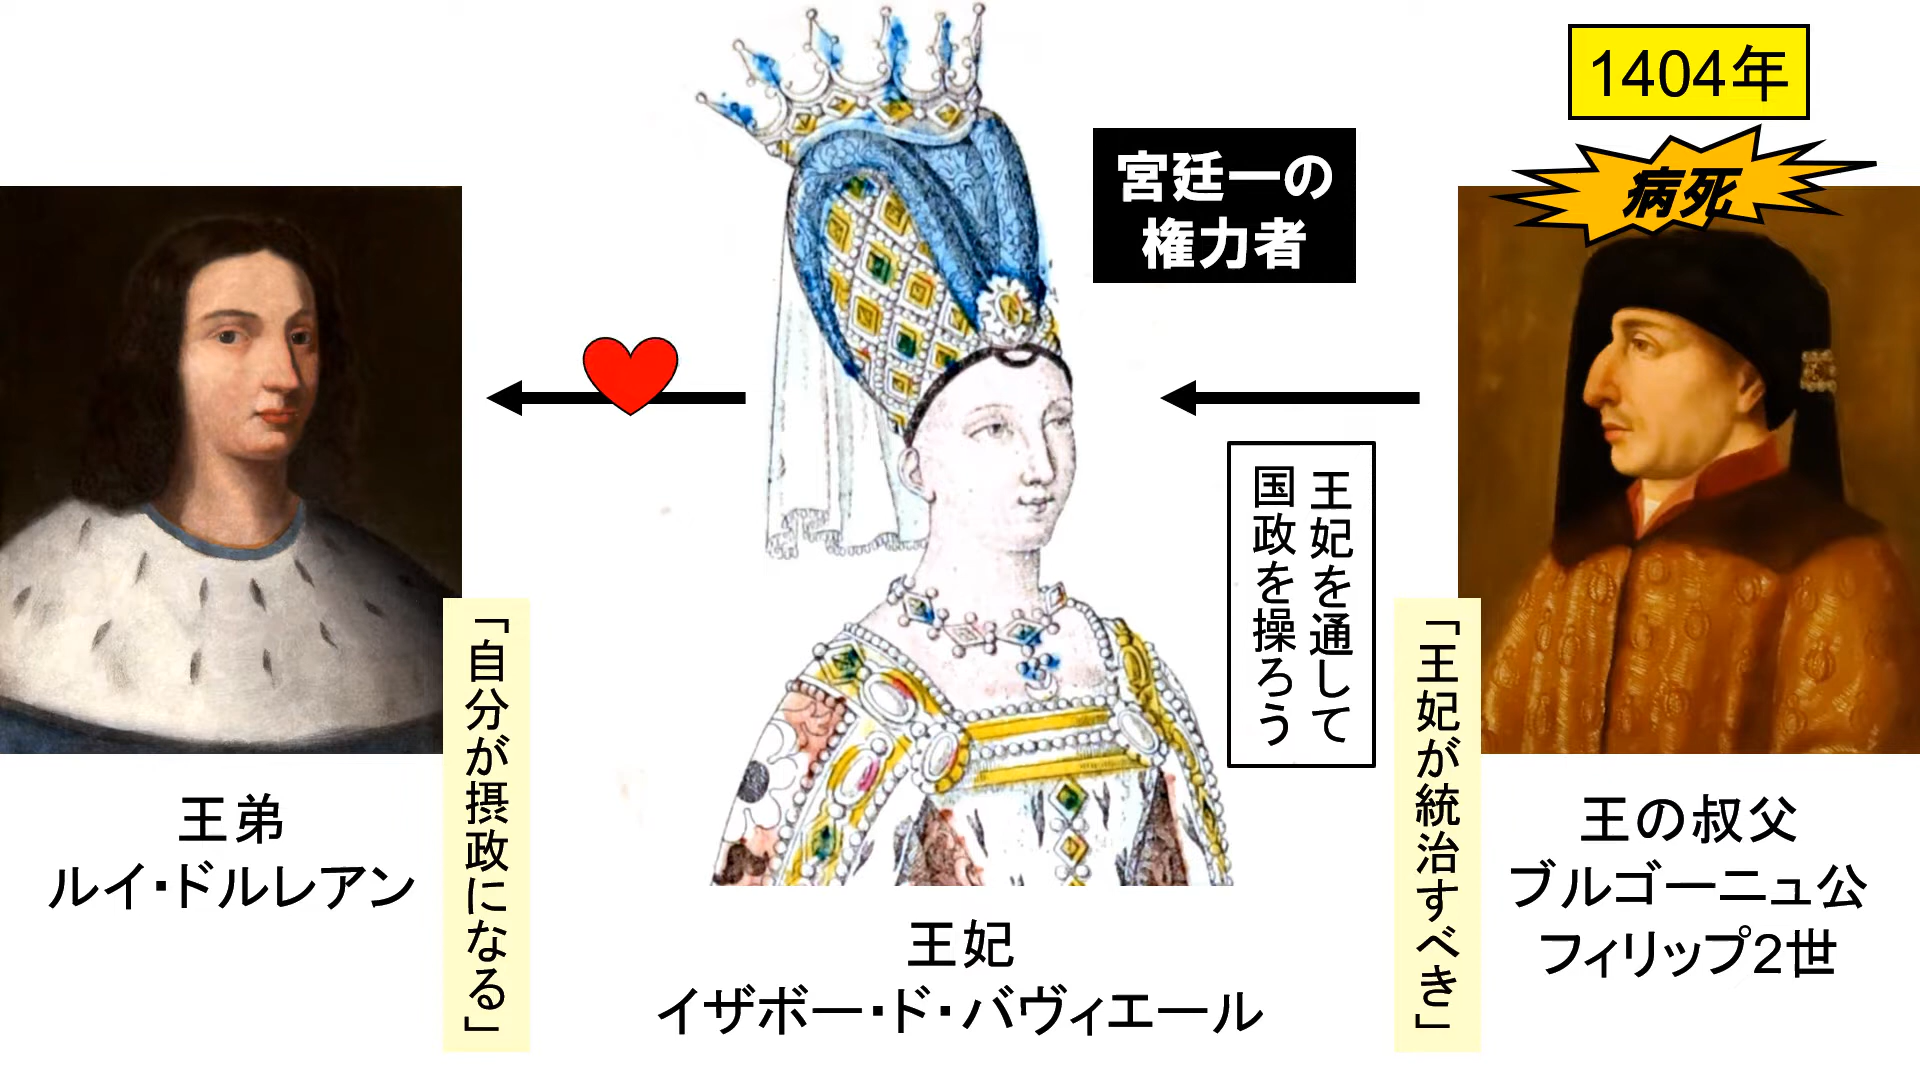 1404年
病死
宮廷一の
権力者
王妃を通して
国政を操ろう
「自分が摂政になる」
「王妃が統治すべき」
王弟
ルイ・ドルレアン
王妃
イザボー・ド・バヴィエール
王の叔父
ブルゴーニュ公
フィリップ2世